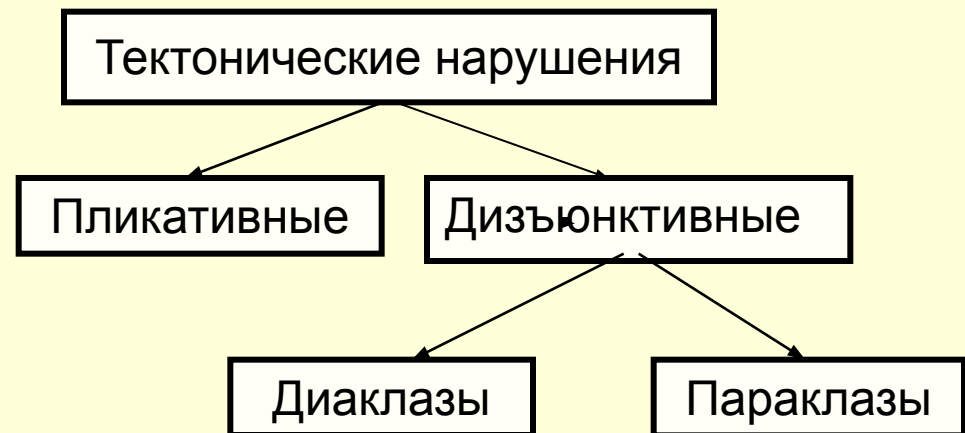 Тектонические нарушения
Пликативные
Дизъюнктивные
Диаклазы
Параклазы